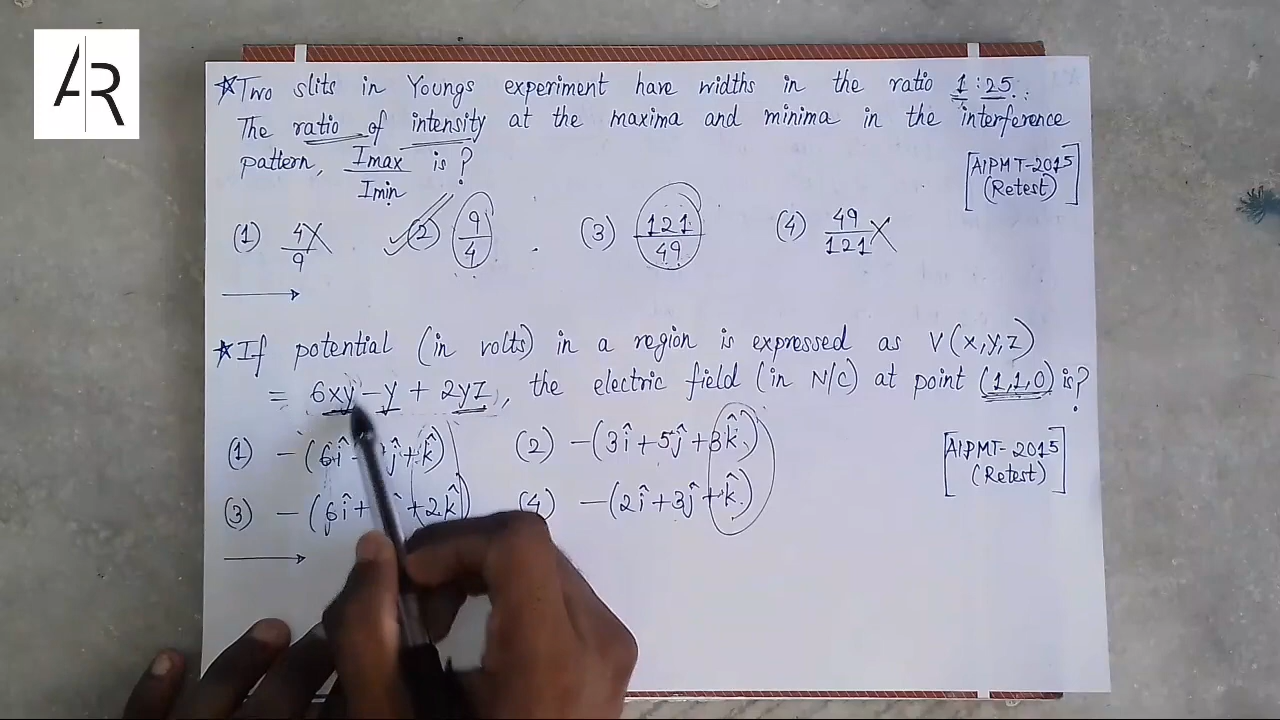 AR
*Two slits in Youngs experiment have widths in the ratio 1:25.
The ratio of intensity at the maxima and minima in the interference
pattern, Imax/Imin is?
[AIPMT-2015
(Retest)]
(1) 4/9 (2) 9/4 (3) 121/49 (4) 49/121
*If potential (in volts) in a region is expressed as V(x,y,z)
= 6xy - y + 2yz, the electric field (in N/C) at point (1,1,0) is?
(1) -(6î ĵ + k̂) (2) -(3î + 5ĵ + 3k̂)
[AIPMT-2015
(Retest)]
(3) -(6î + + 2k̂) (4) -(2î + 3ĵ + k̂)